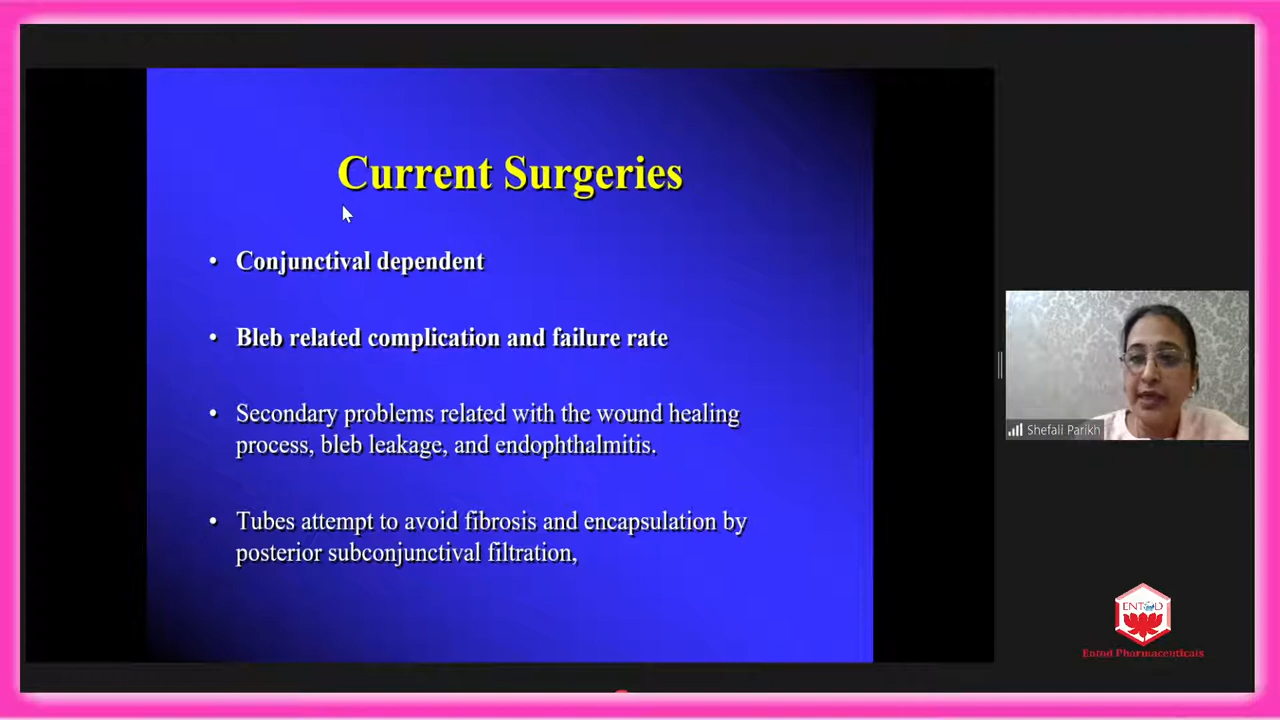 Current Surgeries
• Conjunctival dependent
• Bleb related complication and failure rate
• Secondary problems related with the wound healing
process, bleb leakage, and endophthalmitis.
• Tubes attempt to avoid fibrosis and encapsulation by
posterior subconjunctival filtration,
Shefali Parikh
ENTOD
Entod Pharmaceuticals